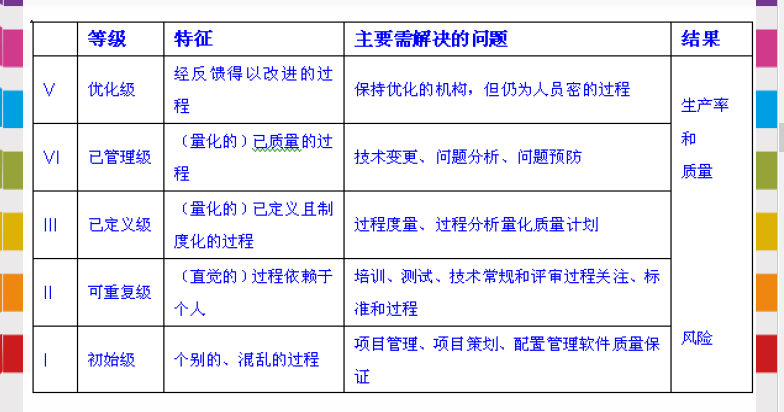 等级 特征 主要需解决的问题 结果
V 优化级 经反馈得以改进的过程 保持优化的机构，但仍为人员密的过程
VI 已管理级 （量化的）已质量的过程 技术变更、问题分析、问题预防
III 已定义级 （量化的）已定义且制度化的过程 过程度量、过程分析量化质量计划
II 可重复级 （直觉的）过程依赖于个人 培训、测试、技术常规和评审过程关注、标准和过程
I 初始级 个别的、混乱的过程 项目管理、项目策划、配置管理软件质量保证
生产率
和
质量
风险